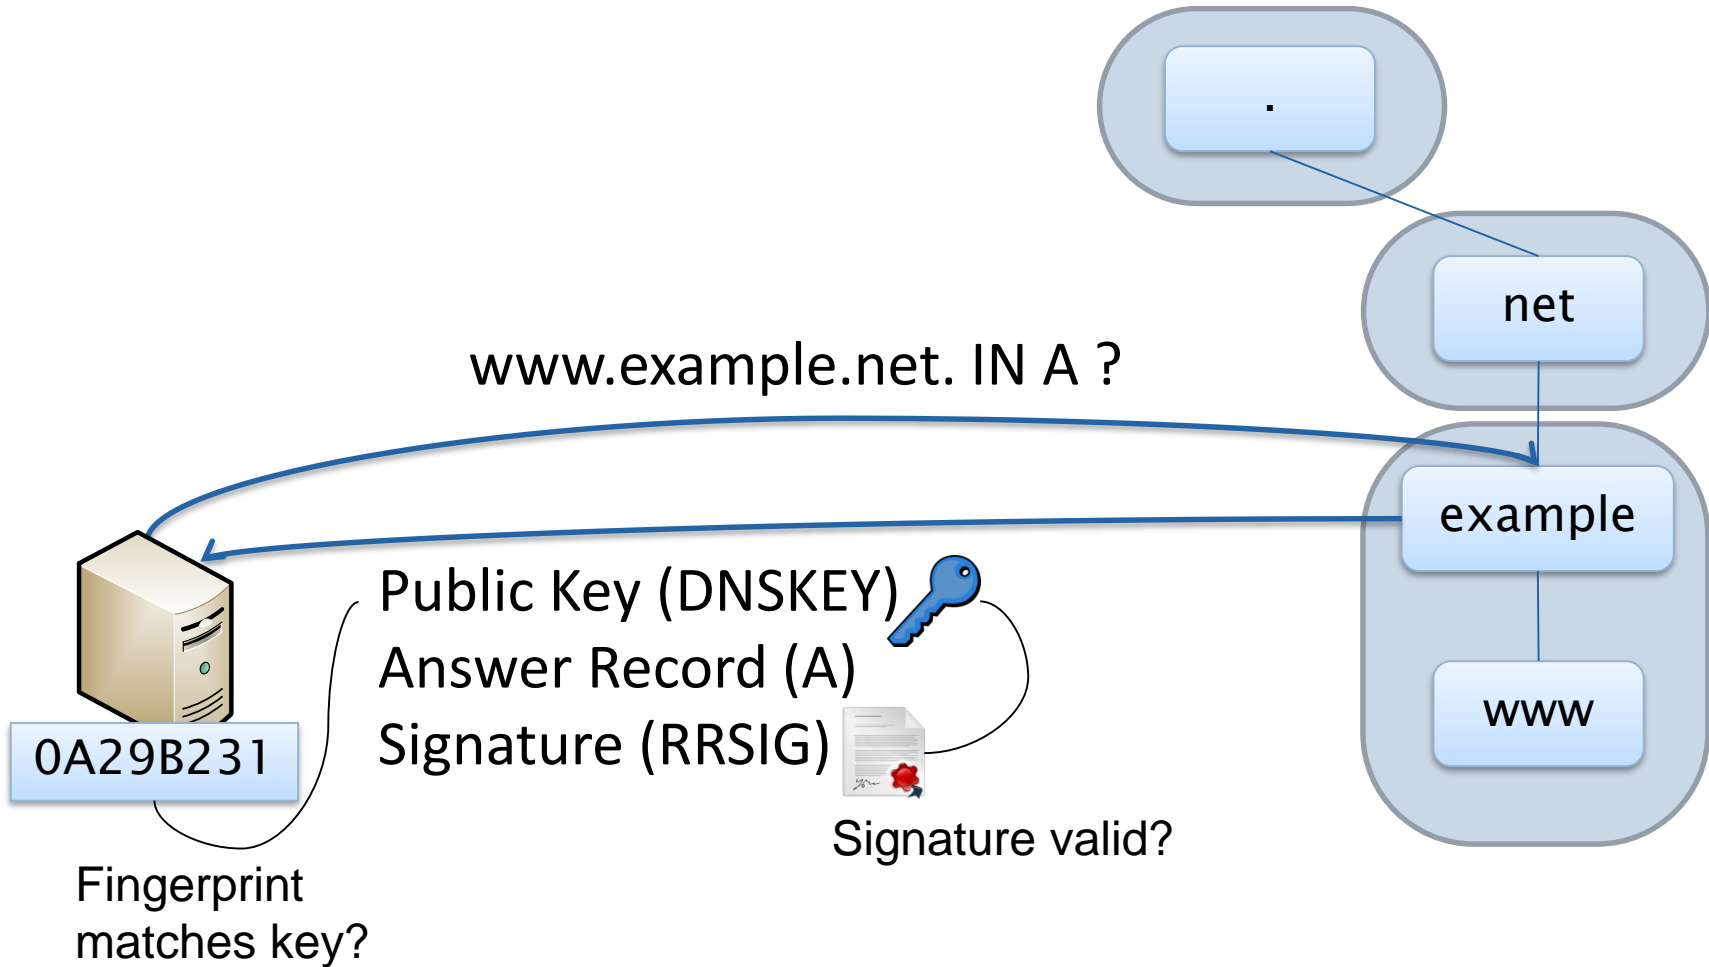 .
net
www.example.net. IN A ?
example
Public Key (DNSKEY)
Answer Record (A)
Signature (RRSIG)
www
0A29B231
Signature valid?
Fingerprint
matches key?